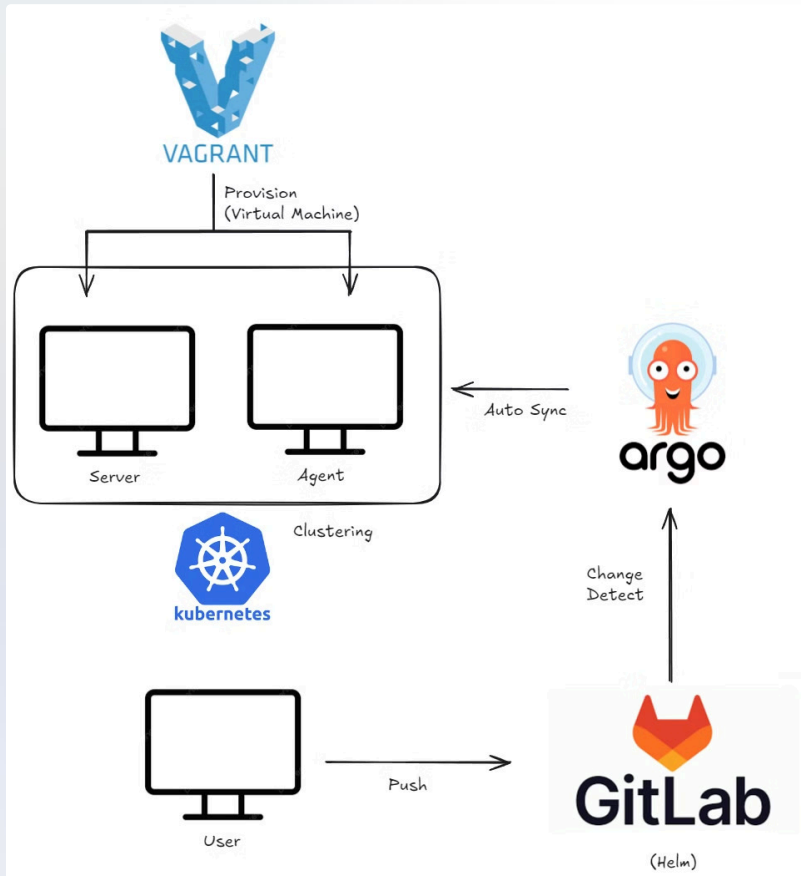 VAGRANT
Provision
(Virtual Machine)
Server
Agent
Auto Sync
argo
Clustering
kubernetes
Change
Detect
Push
User
GitLab
(Helm)